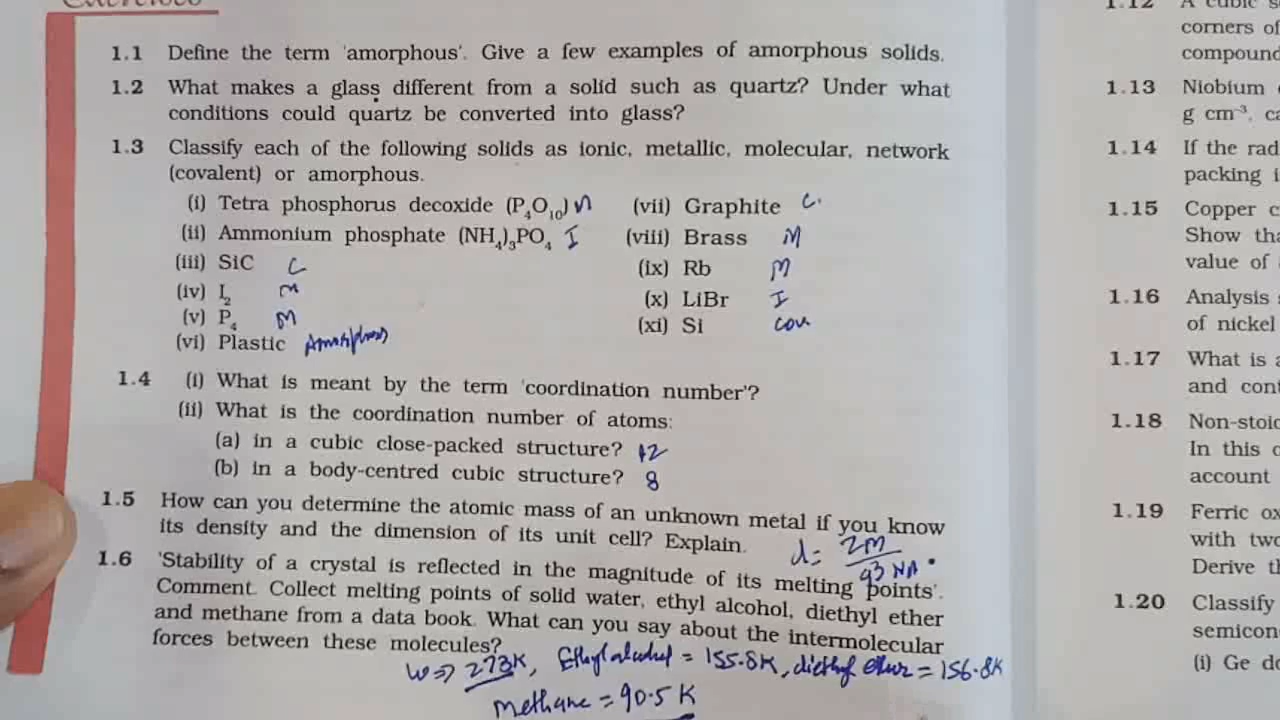 Exercises
1.1 Define the term 'amorphous'. Give a few examples of amorphous solids.
1.2 What makes a glass different from a solid such as quartz? Under what
conditions could quartz be converted into glass?
1.3 Classify each of the following solids as ionic, metallic, molecular, network
(covalent) or amorphous.
(i) Tetra phosphorus decoxide (P₄O₁₀) M
(ii) Ammonium phosphate (NH₄)₃PO₄ I
(iii) SiC C
(iv) I₂ M
(v) P₄ M
(vi) Plastic Amorphous
(vii) Graphite C.
(viii) Brass M
(ix) Rb M
(x) LiBr I
(xi) Si cov.
1.4 (i) What is meant by the term 'coordination number'?
(ii) What is the coordination number of atoms:
(a) in a cubic close-packed structure? 12
(b) in a body-centred cubic structure? 8
1.5 How can you determine the atomic mass of an unknown metal if you know
its density and the dimension of its unit cell? Explain. d = ZM / a³ NA
1.6 'Stability of a crystal is reflected in the magnitude of its melting points'.
Comment. Collect melting points of solid water, ethyl alcohol, diethyl ether
and methane from a data book. What can you say about the intermolecular
forces between these molecules?
W ⇒ 273K, Ethyl alcohol = 155.8K, diethyl ether = 156.8K
methane = 90.5 K
1.12 A cubic
corners of
compound
1.13 Niobium
g cm⁻³, ca
1.14 If the rad
packing i
1.15 Copper c
Show tha
value of
1.16 Analysis
of nickel
1.17 What is a
and cont
1.18 Non-stoic
In this
account
1.19 Ferric ox
with two
Derive th
1.20 Classify
semicon
(i) Ge do